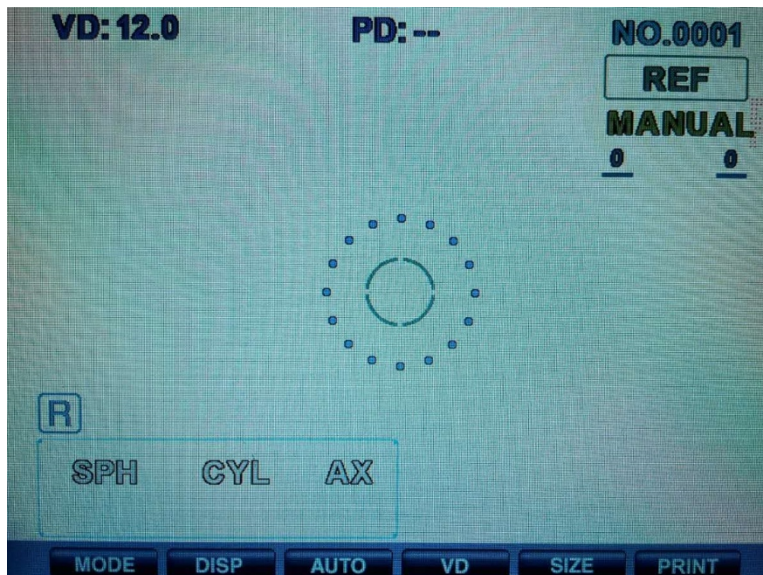 VD: 12.0 PD: -- NO.0001
REF
MANUAL
0 0
R
SPH CYL AX
MODE DISP AUTO VD SIZE PRINT